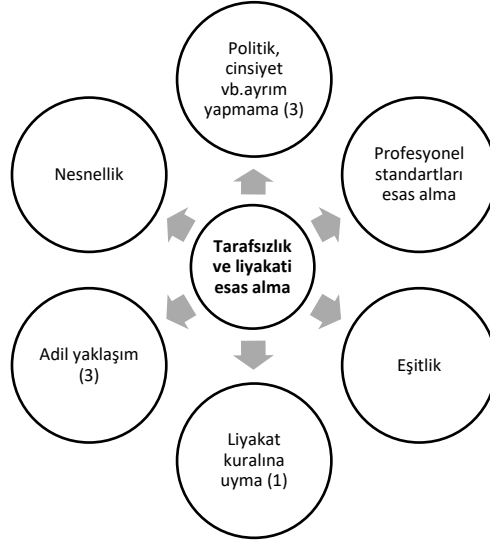 Politik,
cinsiyet
vb.ayrım
yapmama (3)
Nesnellik
Profesyonel
standartları
esas alma
Tarafsızlık
ve liyakati
esas alma
Adil yaklaşım
(3)
Eşitlik
Liyakat
kuralına
uyma (1)